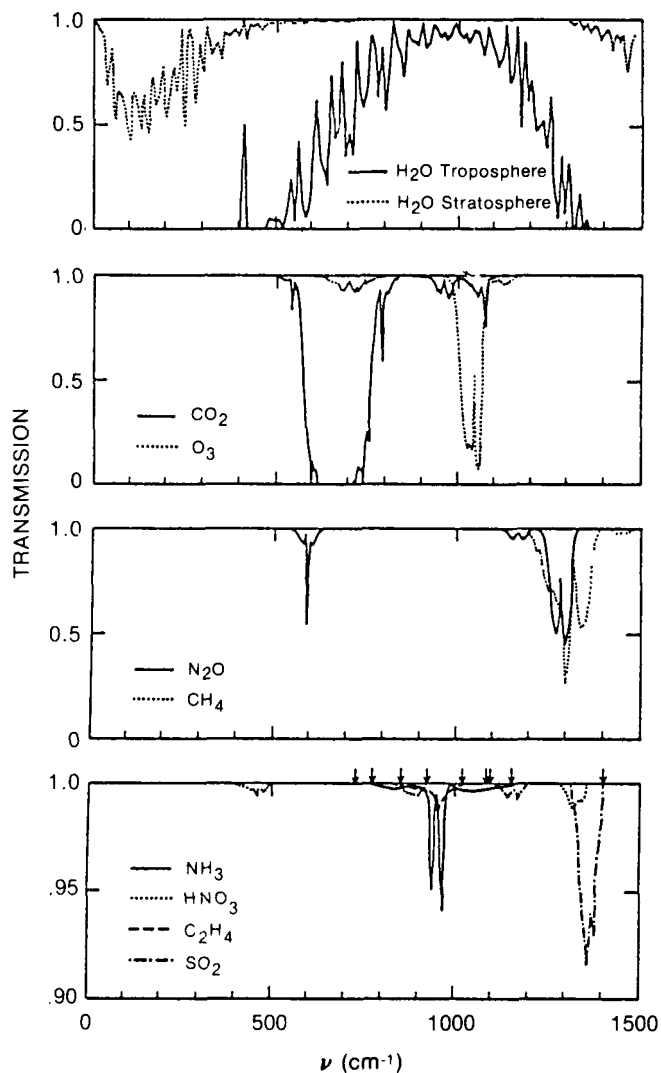 1.0
0.5
0
H2O Troposphere
H2O Stratosphere
1.0
0.5
0
CO2
O3
TRANSMISSION
1.0
0.5
0
N2O
CH4
1.0
.95
.90
NH3
HNO3
C2H4
SO2
0 500 1000 1500
ν (cm-1)